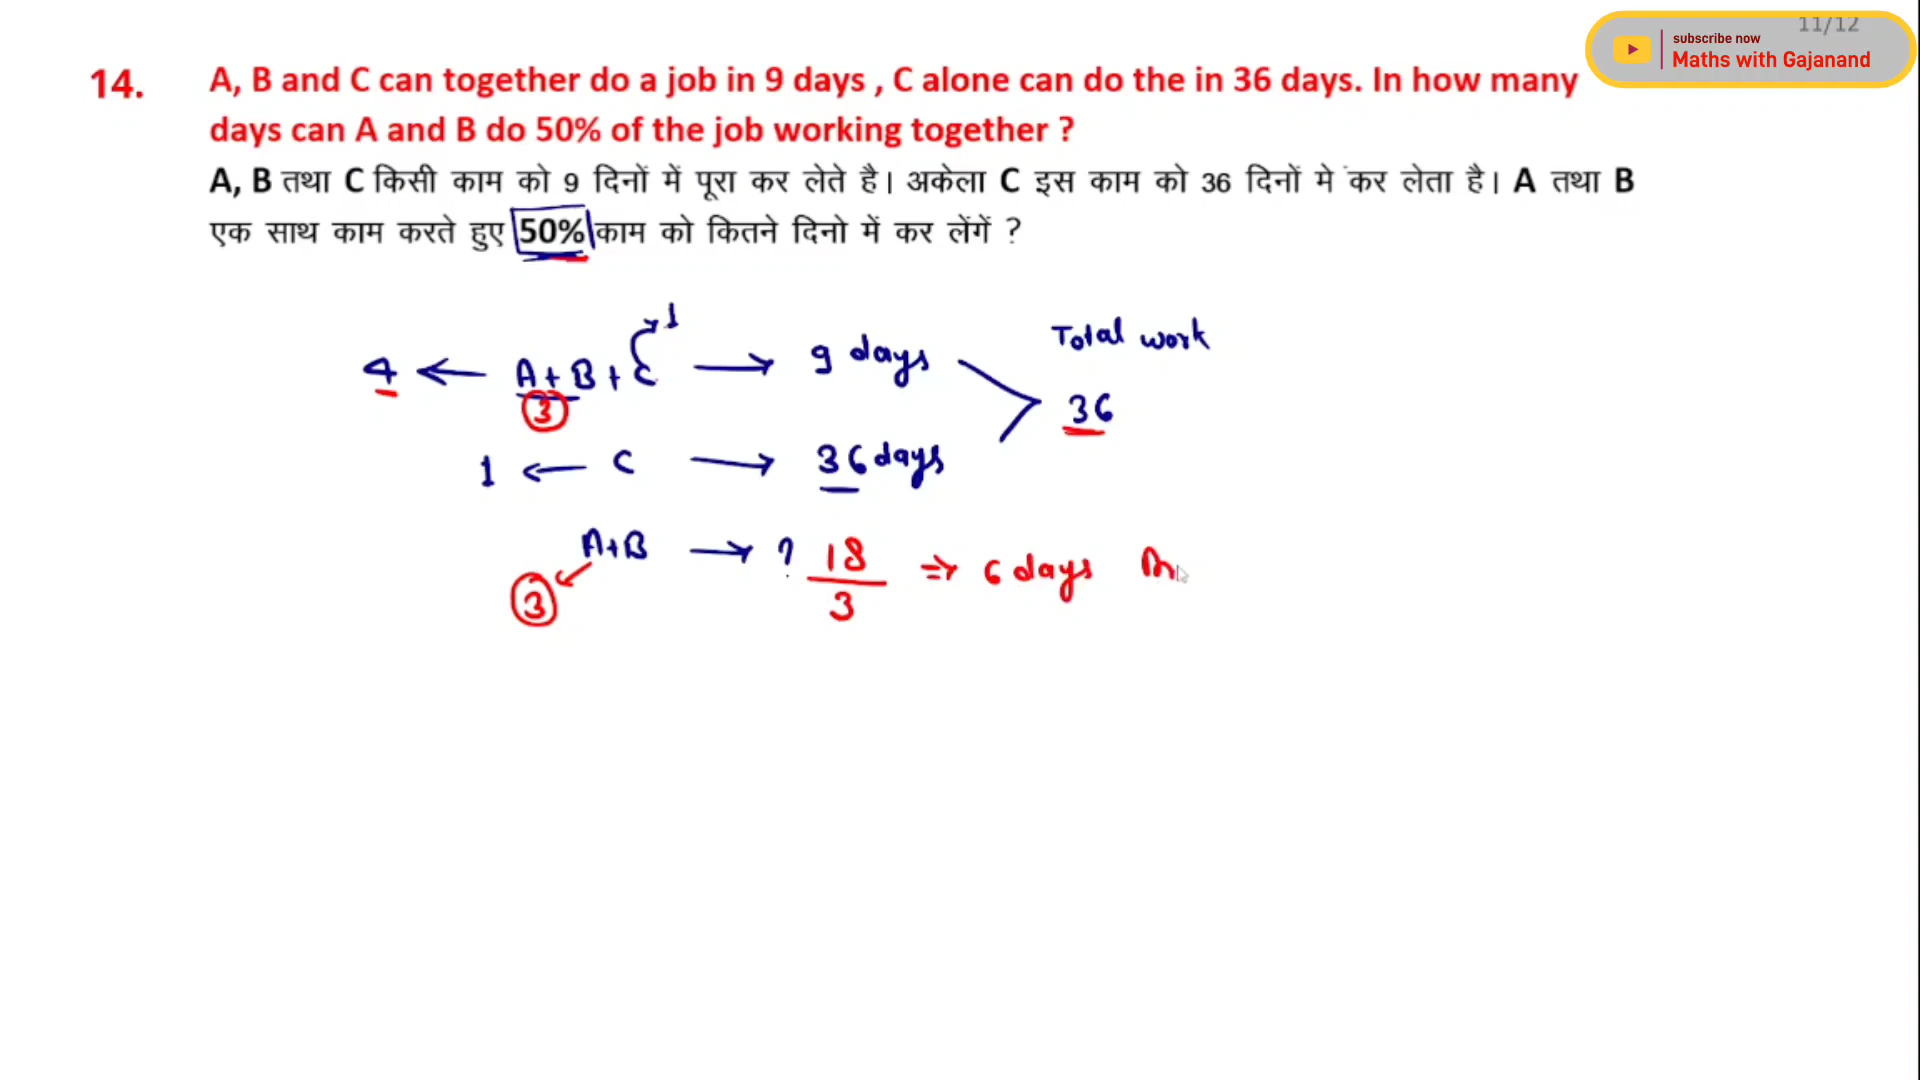 11/12
subscribe now
Maths with Gajanand
14. A, B and C can together do a job in 9 days , C alone can do the in 36 days. In how many
days can A and B do 50% of the job working together ?
A, B तथा C किसी काम को 9 दिनों में पूरा कर लेते है। अकेला C इस काम को 36 दिनों मे कर लेता है। A तथा B
एक साथ काम करते हुए 50% काम को कितने दिनो में कर लेंगें ?
1
Total work
4 ← A+B+C → 9 days
3
36
1 ← C → 36 days
A+B → ? 18/3 ⇒ 6 days
3